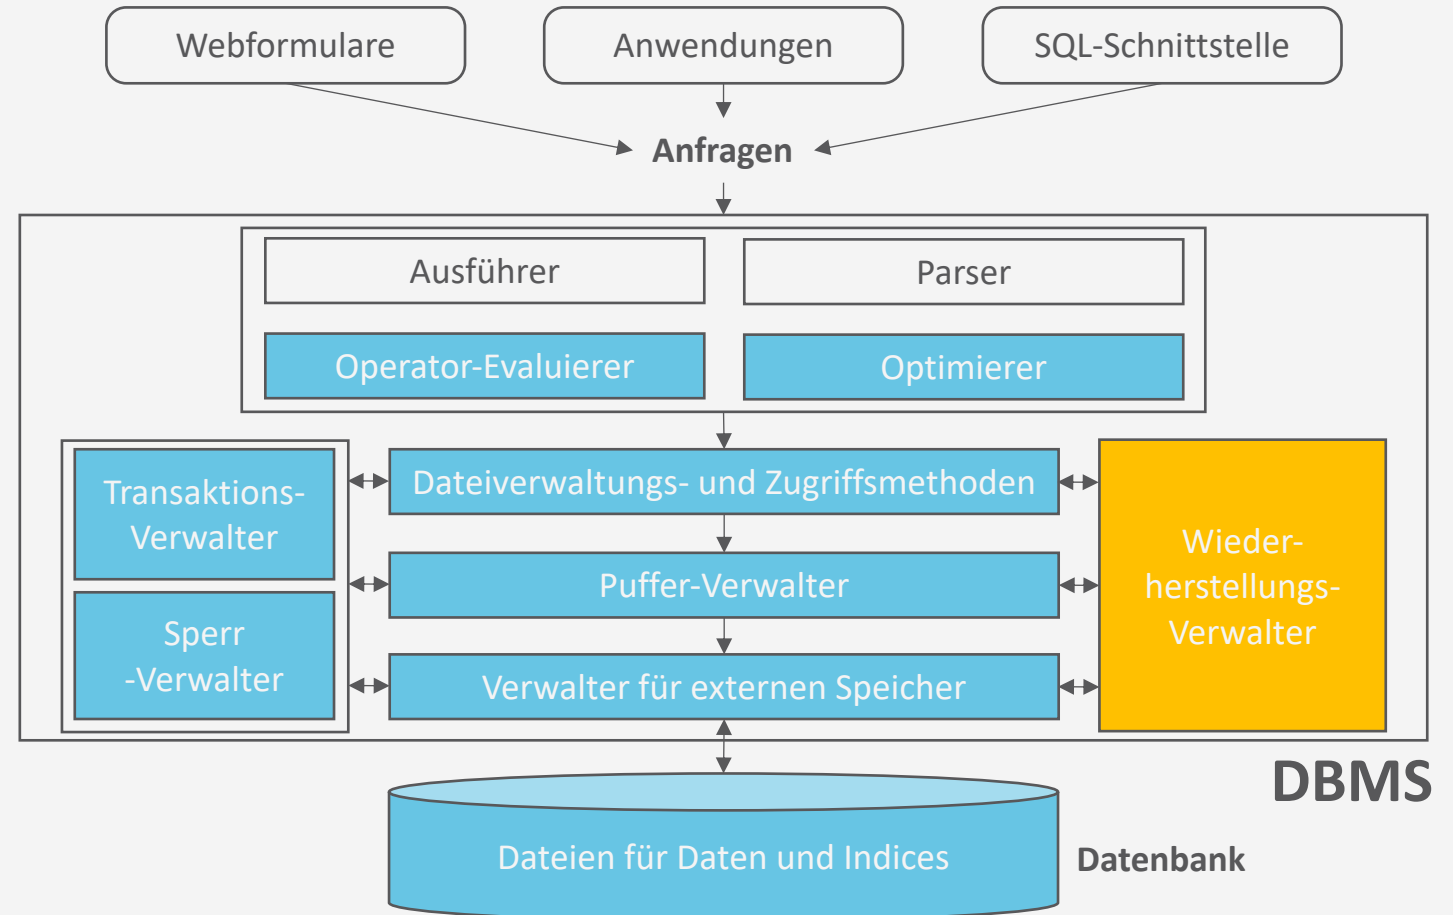 Webformulare
Anwendungen
SQL-Schnittstelle
Anfragen
Ausführer
Parser
Operator-Evaluierer
Optimierer
Transaktions-
Verwalter
Sperr
-Verwalter
Dateiverwaltungs- und Zugriffsmethoden
Puffer-Verwalter
Verwalter für externen Speicher
Wieder-
herstellungs-
Verwalter
DBMS
Dateien für Daten und Indices
Datenbank